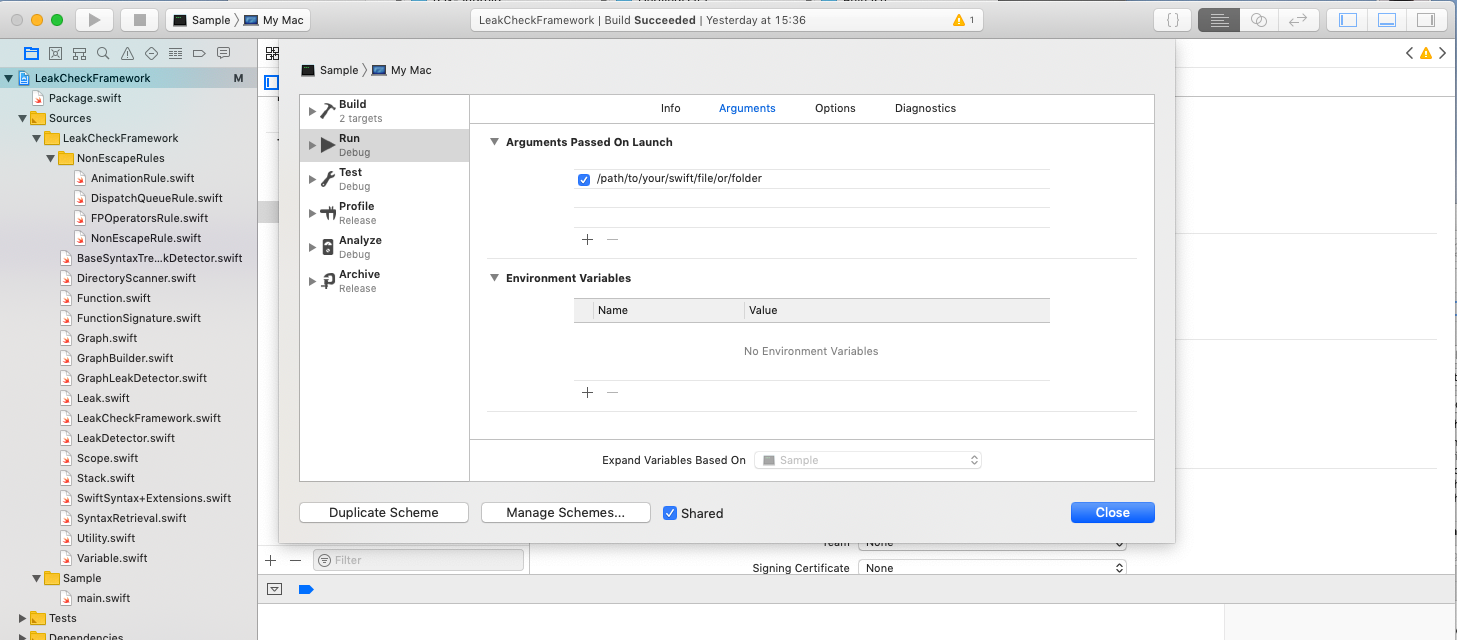 Sample My Mac
LeakCheckFramework | Build Succeeded | Yesterday at 15:36
1
LeakCheckFramework M
Package.swift
Sources
LeakCheckFramework
NonEscapeRules
AnimationRule.swift
DispatchQueueRule.swift
FPOperatorsRule.swift
NonEscapeRule.swift
BaseSyntaxTre...kDetector.swift
DirectoryScanner.swift
Function.swift
FunctionSignature.swift
Graph.swift
GraphBuilder.swift
GraphLeakDetector.swift
Leak.swift
LeakCheckFramework.swift
LeakDetector.swift
Scope.swift
Stack.swift
SwiftSyntax+Extensions.swift
SyntaxRetrieval.swift
Utility.swift
Variable.swift
Sample
main.swift
Tests
Dependencies
Sample My Mac
Build
2 targets
Run
Debug
Test
Debug
Profile
Release
Analyze
Debug
Archive
Release
Info Arguments Options Diagnostics
Arguments Passed On Launch
/path/to/your/swift/file/or/folder
Environment Variables
Name Value
No Environment Variables
Expand Variables Based On Sample
Duplicate Scheme Manage Schemes... Shared Close
Filter
Team None
Signing Certificate None